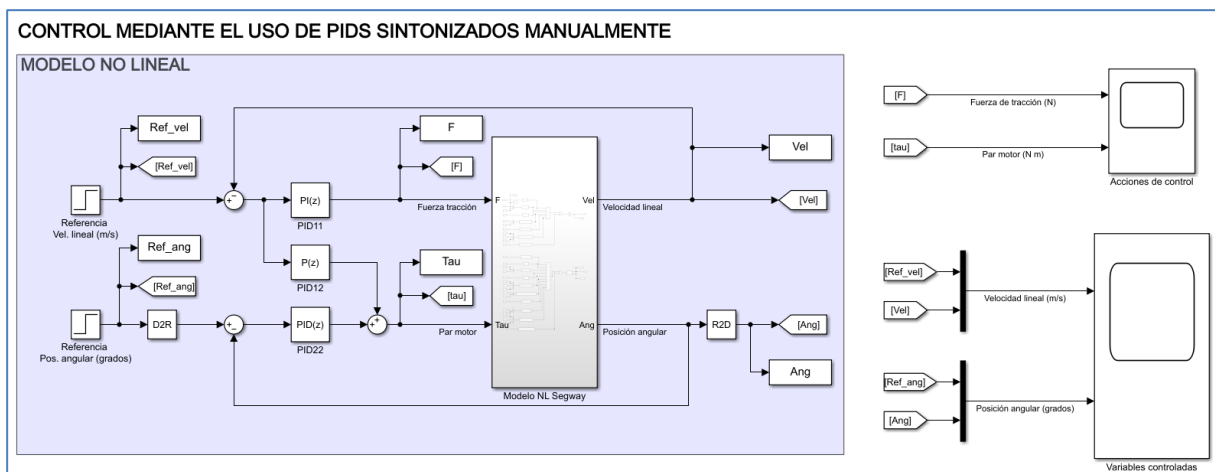 CONTROL MEDIANTE EL USO DE PIDS SINTONIZADOS MANUALMENTE
MODELO NO LINEAL
Ref_vel
[Ref_vel]
Referencia
Vel. lineal (m/s)
Ref_ang
[Ref_ang]
Referencia
Pos. angular (grados)
D2R
PI(z)
PID11
P(z)
PID12
PID(z)
PID22
F
[F]
Fuerza tracción
Tau
[tau]
Par motor
F
Tau
Vel
Ang
Modelo NL Segway
Velocidad lineal
Posición angular
R2D
Vel
[Vel]
[Ang]
Ang
[F]
Fuerza de tracción (N)
[tau]
Par motor (N m)
Acciones de control
[Ref_vel]
[Vel]
Velocidad lineal (m/s)
[Ref_ang]
[Ang]
Posición angular (grados)
Variables controladas